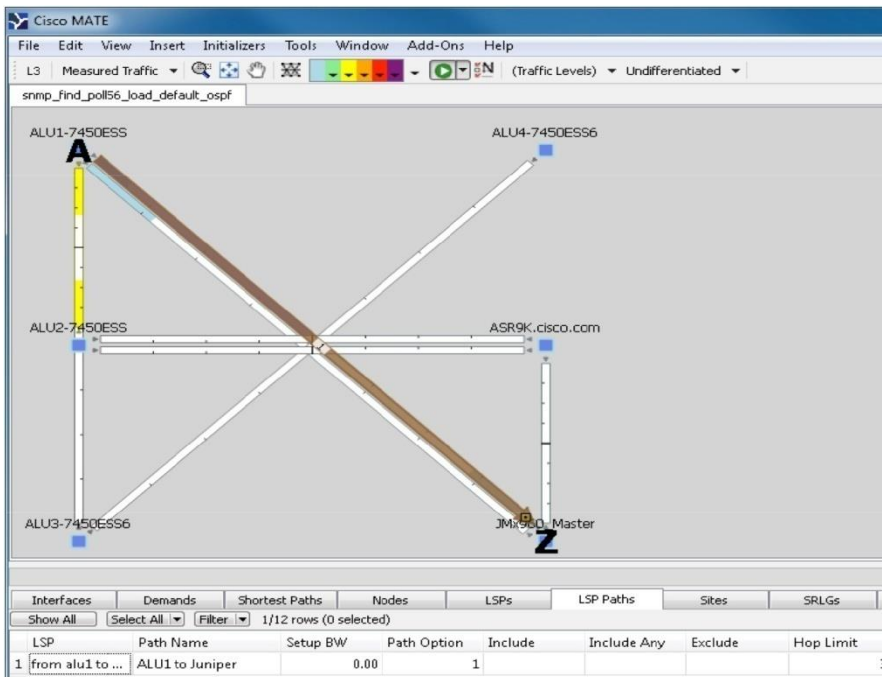 Cisco MATE
File Edit View Insert Initializers Tools Window Add-Ons Help
L3 Measured Traffic (Traffic Levels) Undifferentiated
snmp_find_poll56_load_default_ospf
ALU1-7450ESS
ALU4-7450ESS6
A
ALU2-7450ESS
ASR9K.cisco.com
ALU3-7450ESS6
Master
Z
Interfaces Demands Shortest Paths Nodes LSPs LSP Paths Sites SRLGs
Show All Select All Filter 1/12 rows (0 selected)
LSP Path Name Setup BW Path Option Include Include Any Exclude Hop Limit
1 from alu1 to ... ALU1 to Juniper 0.00 1